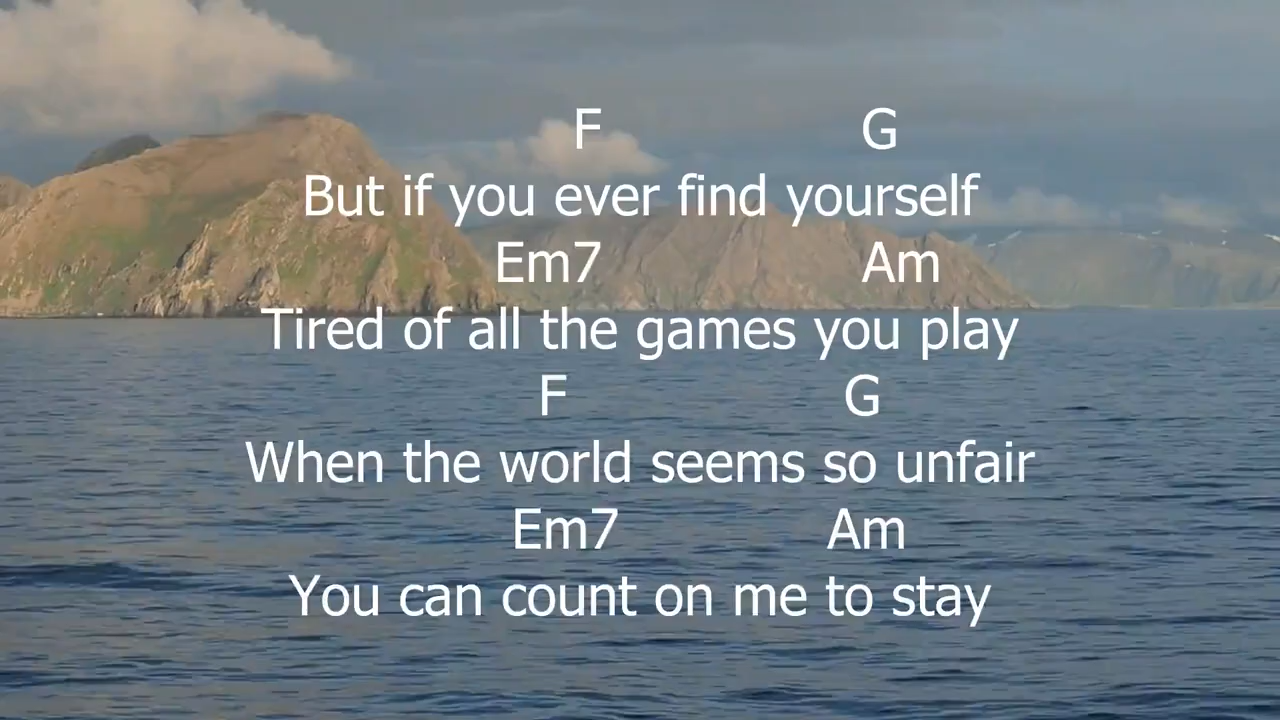 F G
But if you ever find yourself
Em7 Am
Tired of all the games you play
F G
When the world seems so unfair
Em7 Am
You can count on me to stay